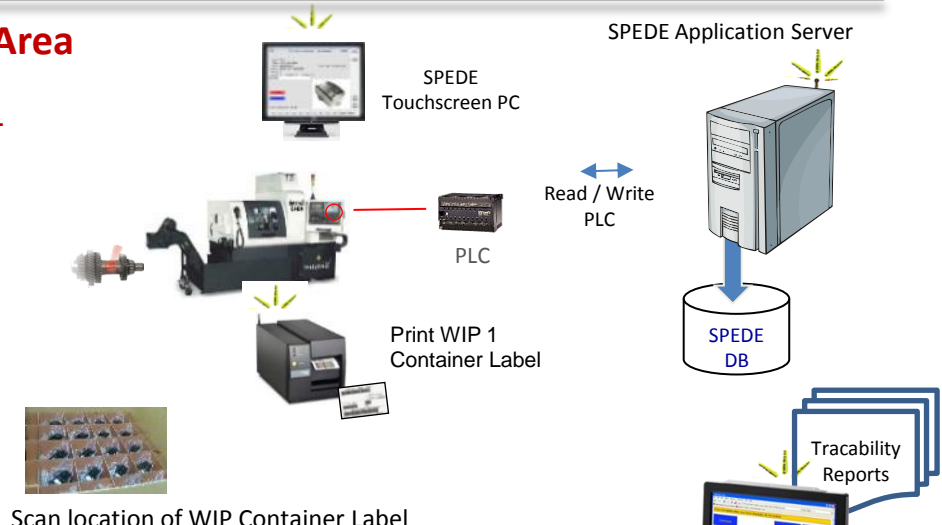 Area
SPEDE Application Server
SPEDE
Touchscreen PC
Read / Write
PLC
PLC
Print WIP 1
Container Label
SPEDE
DB
Tracability
Reports
Scan location of WIP Container Label